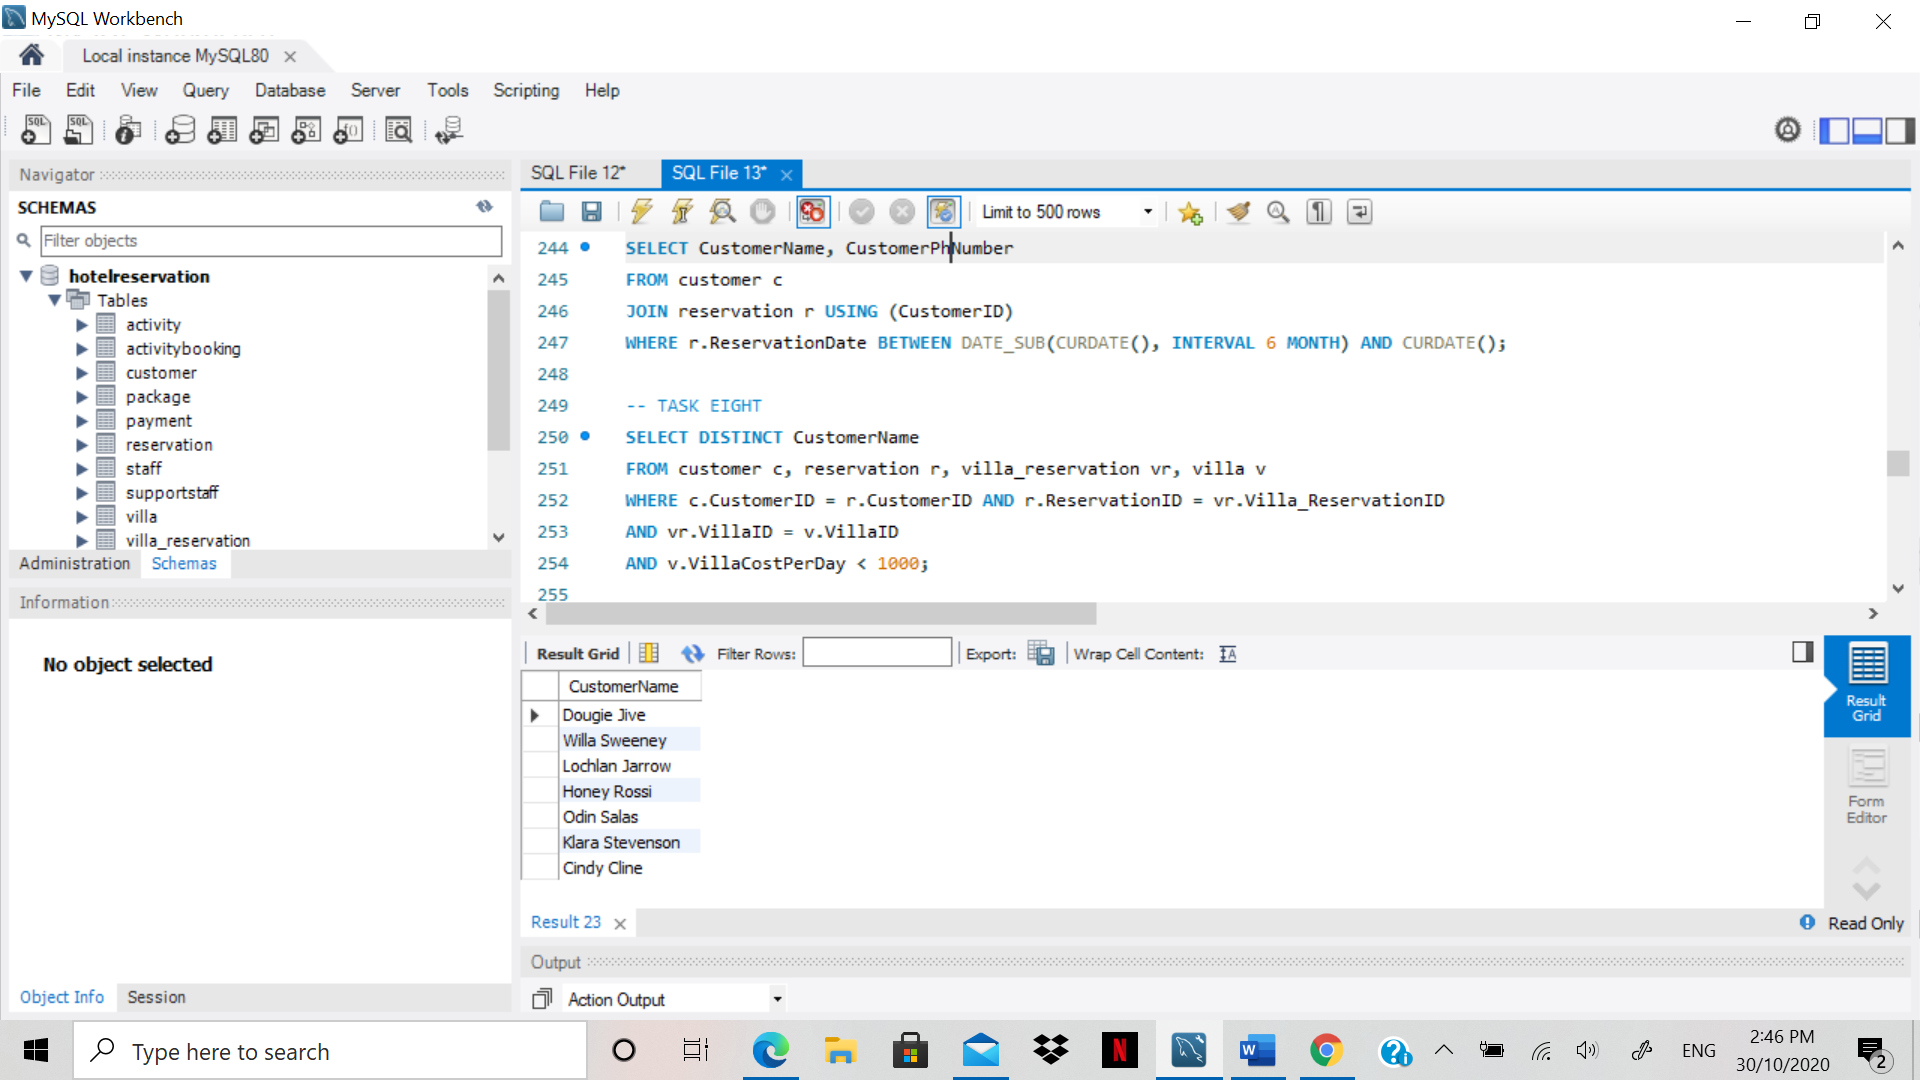 MySQL Workbench
Local instance MySQL80
File Edit View Query Database Server Tools Scripting Help
Navigator
SCHEMAS
Filter objects
hotelreservation
Tables
activity
activitybooking
customer
package
payment
reservation
staff
supportstaff
villa
villa_reservation
Administration Schemas
Information
No object selected
Object Info Session
SQL File 12* SQL File 13*
Limit to 500 rows
244 SELECT CustomerName, CustomerPhNumber
245 FROM customer c
246 JOIN reservation r USING (CustomerID)
247 WHERE r.ReservationDate BETWEEN DATE_SUB(CURDATE(), INTERVAL 6 MONTH) AND CURDATE();
248
249 -- TASK EIGHT
250 SELECT DISTINCT CustomerName
251 FROM customer c, reservation r, villa_reservation vr, villa v
252 WHERE c.CustomerID = r.CustomerID AND r.ReservationID = vr.Villa_ReservationID
253 AND vr.VillaID = v.VillaID
254 AND v.VillaCostPerDay < 1000;
255
Result Grid Filter Rows: Export: Wrap Cell Content:
CustomerName
Dougie Jive
Willa Sweeney
Lochlan Jarrow
Honey Rossi
Odin Salas
Klara Stevenson
Cindy Cline
Result Grid
Form Editor
Result 23
Read Only
Output
Action Output
Type here to search
ENG
2:46 PM
30/10/2020
2